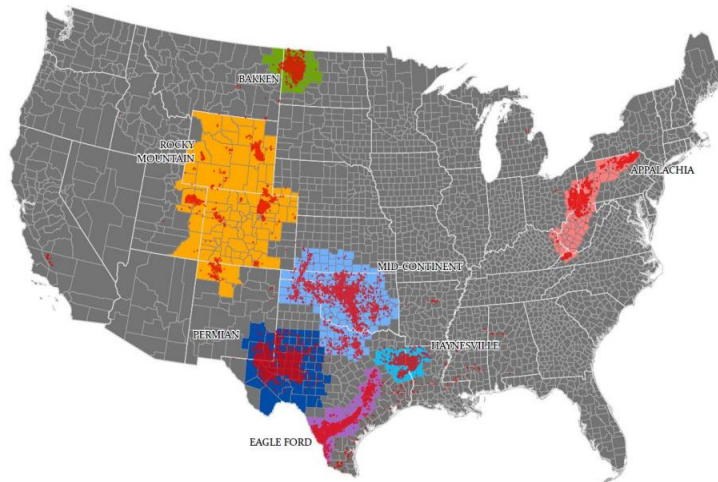 BAKKEN
ROCKY
MOUNTAIN
APPALACHIA
MID-CONTINENT
PERMIAN
HAYNESVILLE
EAGLE FORD